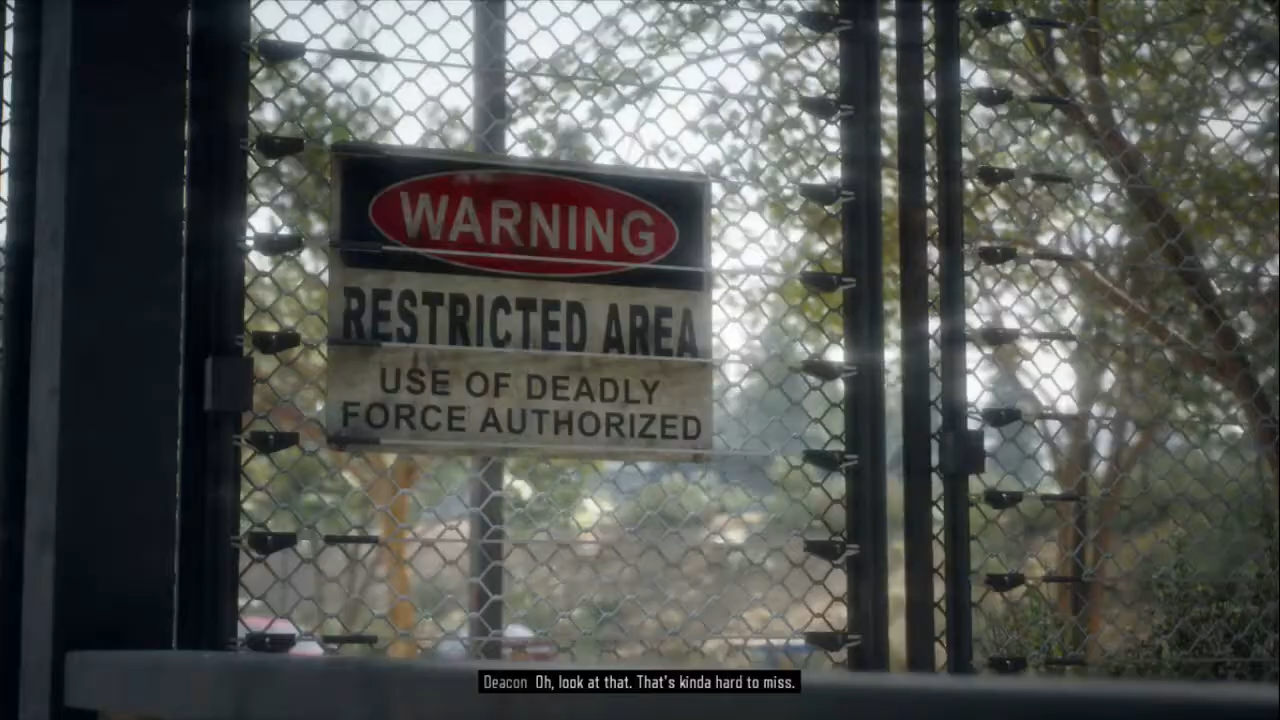 WARNING
RESTRICTED AREA
USE OF DEADLY
FORCE AUTHORIZED
Deacon Oh, look at that. That's kinda hard to miss.